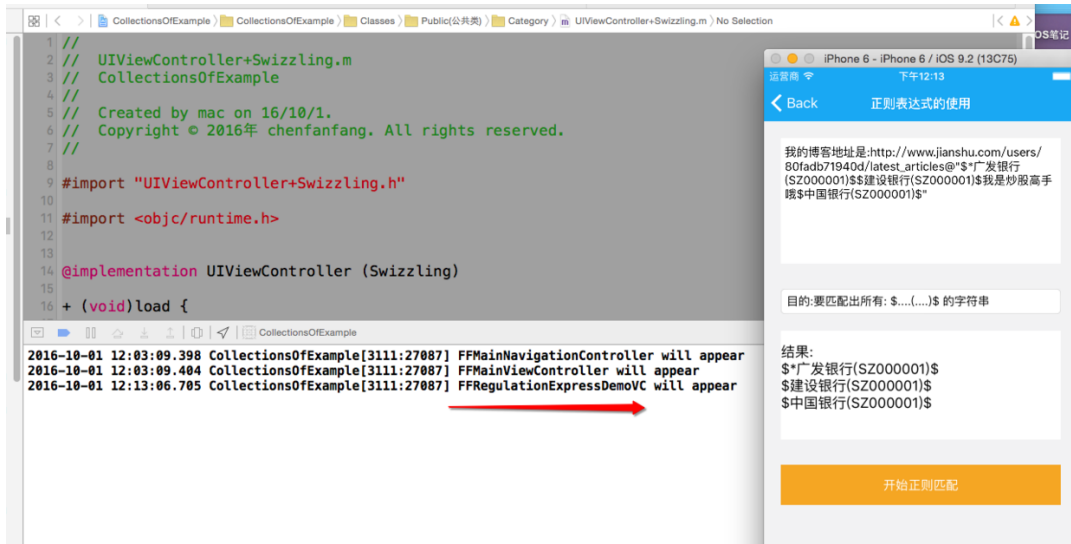 CollectionsOfExample 〉 CollectionsOfExample 〉 Classes 〉 Public(公共类) 〉 Category 〉 UIViewController+Swizzling.m 〉 No Selection
1 //
2 //  UIViewController+Swizzling.m
3 //  CollectionsOfExample
4 //
5 //  Created by mac on 16/10/1.
6 //  Copyright © 2016年 chenfanfang. All rights reserved.
7 //
8
9 #import "UIViewController+Swizzling.h"
10
11 #import <objc/runtime.h>
12
13
14 @implementation UIViewController (Swizzling)
15
16 + (void)load {
CollectionsOfExample
2016-10-01 12:03:09.398 CollectionsOfExample[3111:27087] FFMainNavigationController will appear
2016-10-01 12:03:09.404 CollectionsOfExample[3111:27087] FFMainViewController will appear
2016-10-01 12:13:06.705 CollectionsOfExample[3111:27087] FFRegulationExpressDemoVC will appear
OS笔记
iPhone 6 - iPhone 6 / iOS 9.2 (13C75)
运营商 下午12:13
Back 正则表达式的使用
我的博客地址是:http://www.jianshu.com/users/
80fadb71940d/latest_articles@"$*广发银行
(SZ000001)$$建设银行(SZ000001)$我是炒股高手
哦$中国银行(SZ000001)$"
目的:要匹配出所有: $....(....)$ 的字符串
结果:
$*广发银行(SZ000001)$
$建设银行(SZ000001)$
$中国银行(SZ000001)$
开始正则匹配